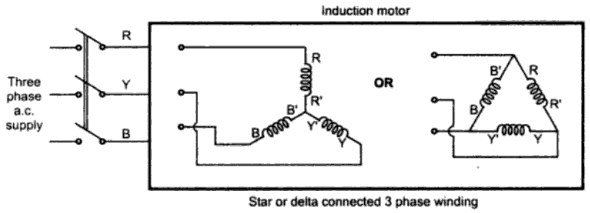 Induction motor
R
Y
B
Three
phase
a.c.
supply
R
R'
B'
B
Y'
Y
OR
B'
R
B
R'
Y'
Y
Star or delta connected 3 phase winding